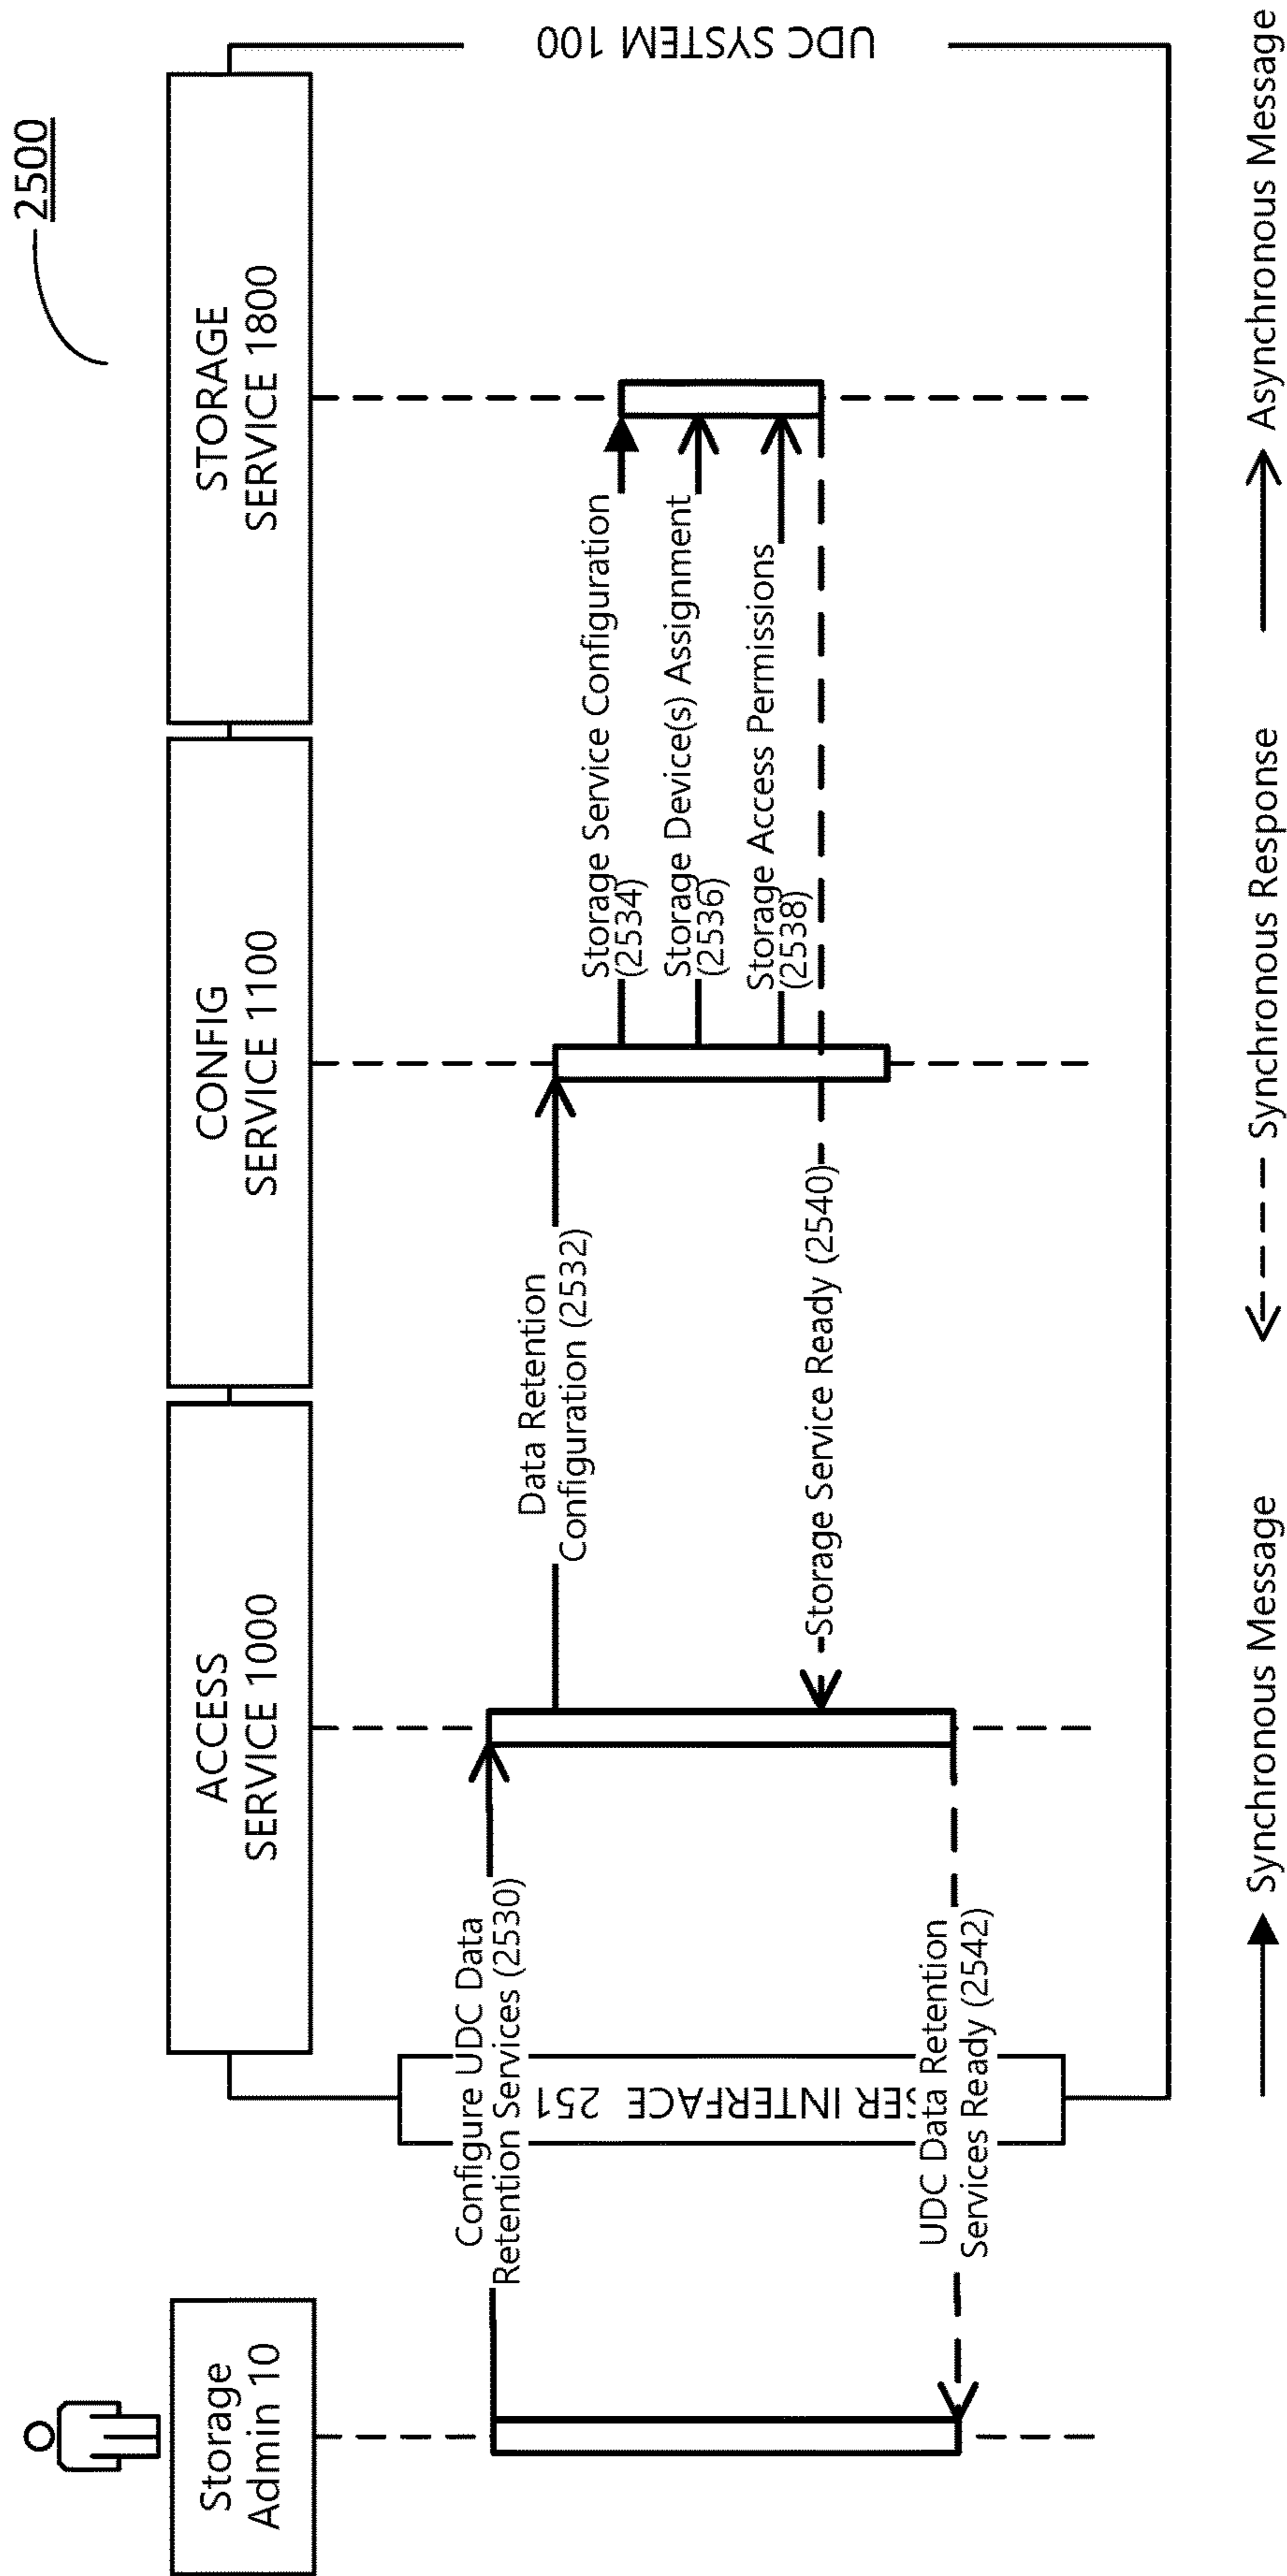 2500
Storage
Admin 10
ACCESS
SERVICE 1000
CONFIG
SERVICE 1100
STORAGE
SERVICE 1800
Configure UDC Data
Retention Services (2530)
Data Retention
Configuration (2532)
Storage Service Configuration
(2534)
Storage Device(s) Assignment
(2536)
Storage Access Permissions
(2538)
Storage Service Ready (2540)
UDC Data Retention
Services Ready (2542)
INTERFACE 251
UDC SYSTEM 100
Synchronous Message
Synchronous Response
Asynchronous Message